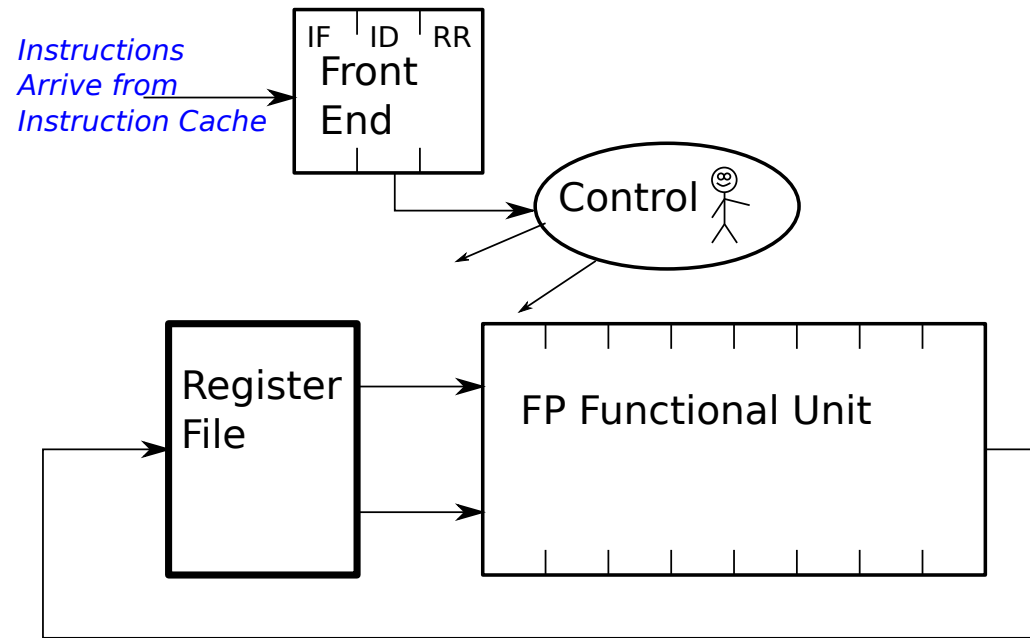 Instructions
Arrive from
Instruction Cache
IF ID RR
Front
End
Control
Register
File
FP Functional Unit